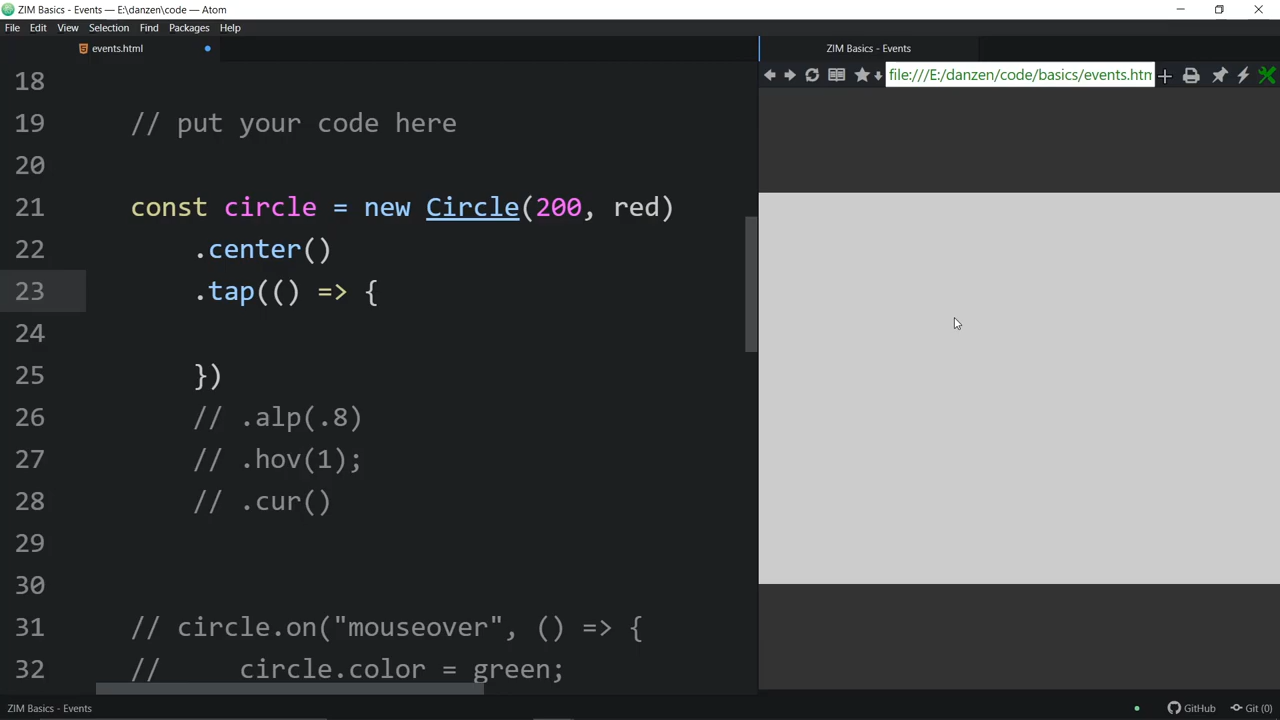 ZIM Basics - Events — E:\danzen\code — Atom
File Edit View Selection Find Packages Help
events.html
ZIM Basics - Events
file:///E:/danzen/code/basics/events.htm
18
19 // put your code here
20
21 const circle = new Circle(200, red)
22 .center()
23 .tap(() => {
24
25 })
26 // .alp(.8)
27 // .hov(1);
28 // .cur()
29
30
31 // circle.on("mouseover", () => {
32 // circle.color = green;
ZIM Basics - Events
GitHub
Git (0)